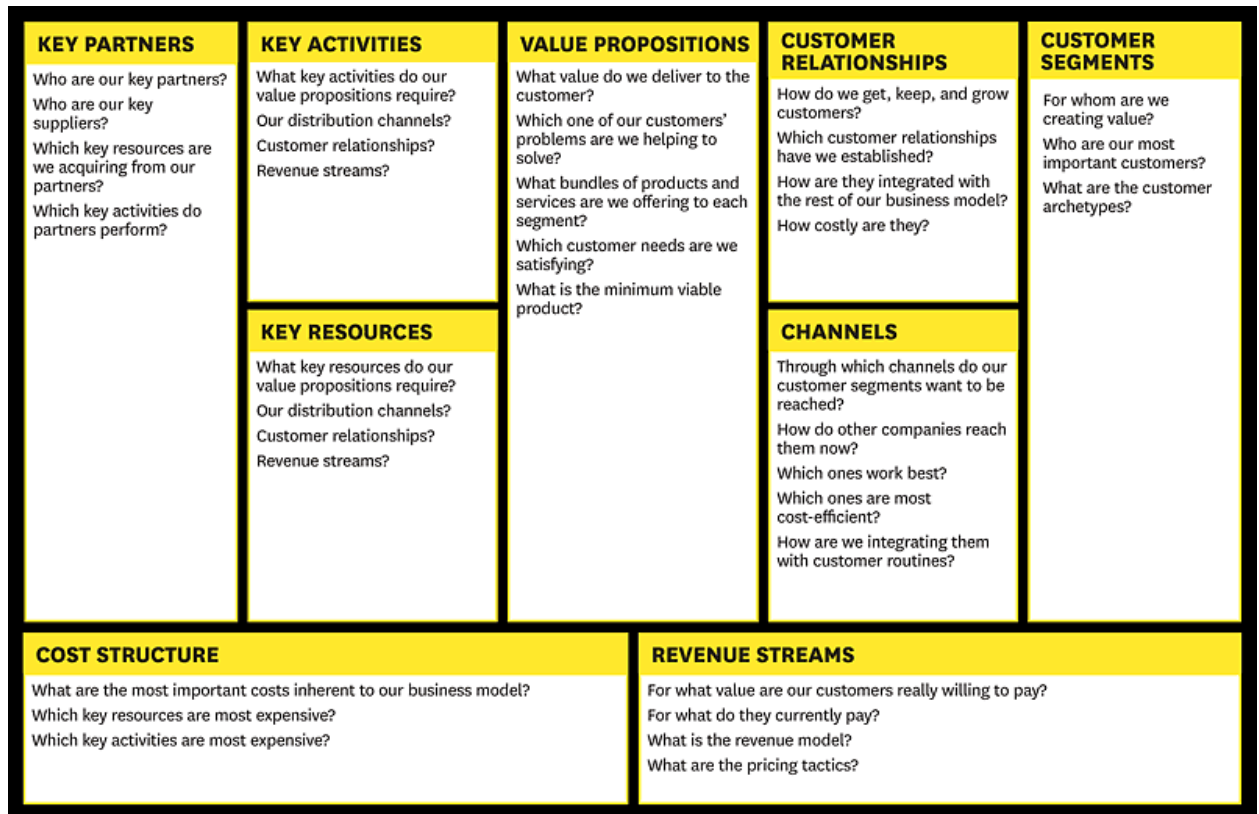 KEY PARTNERS
Who are our key partners?
Who are our key
suppliers?
Which key resources are
we acquiring from our
partners?
Which key activities do
partners perform?
KEY ACTIVITIES
What key activities do our
value propositions require?
Our distribution channels?
Customer relationships?
Revenue streams?
KEY RESOURCES
What key resources do our
value propositions require?
Our distribution channels?
Customer relationships?
Revenue streams?
VALUE PROPOSITIONS
What value do we deliver to the
customer?
Which one of our customers’
problems are we helping to
solve?
What bundles of products and
services are we offering to each
segment?
Which customer needs are we
satisfying?
What is the minimum viable
product?
CUSTOMER
RELATIONSHIPS
How do we get, keep, and grow
customers?
Which customer relationships
have we established?
How are they integrated with
the rest of our business model?
How costly are they?
CHANNELS
Through which channels do our
customer segments want to be
reached?
How do other companies reach
them now?
Which ones work best?
Which ones are most
cost-efficient?
How are we integrating them
with customer routines?
CUSTOMER
SEGMENTS
For whom are we
creating value?
Who are our most
important customers?
What are the customer
archetypes?
COST STRUCTURE
What are the most important costs inherent to our business model?
Which key resources are most expensive?
Which key activities are most expensive?
REVENUE STREAMS
For what value are our customers really willing to pay?
For what do they currently pay?
What is the revenue model?
What are the pricing tactics?